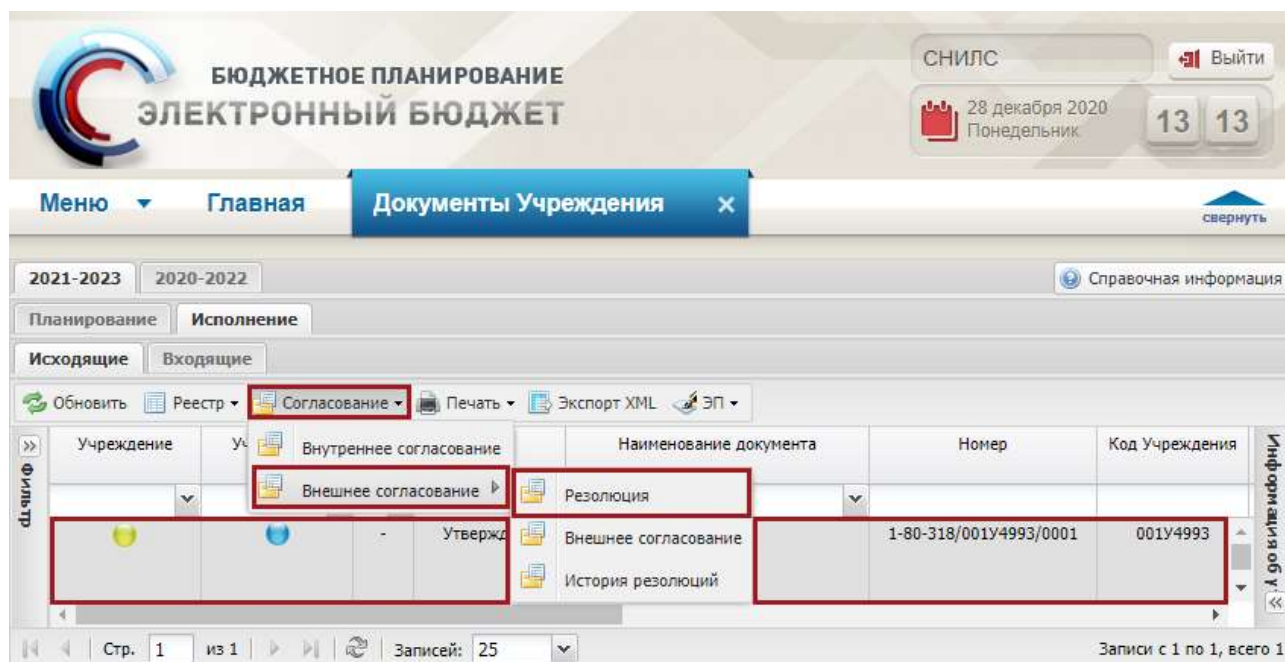 БЮДЖЕТНОЕ ПЛАНИРОВАНИЕ
ЭЛЕКТРОННЫЙ БЮДЖЕТ
СНИЛС
Выйти
28 декабря 2020
Понедельник
13 13
Меню Главная Документы Учреждения
свернуть
2021-2023 2020-2022 Справочная информация
Планирование Исполнение
Исходящие Входящие
Обновить Реестр Согласование Печать Экспорт XML ЭП
Фильтр
Учреждение Наименование документа Номер Код Учреждения
Внутреннее согласование
Внешнее согласование Резолюция
- 1-80-318/001У4993/0001 001У4993
Внешнее согласование
История резолюций
Информация об
Стр. 1 из 1 Записей: 25 Записи с 1 по 1, всего 1